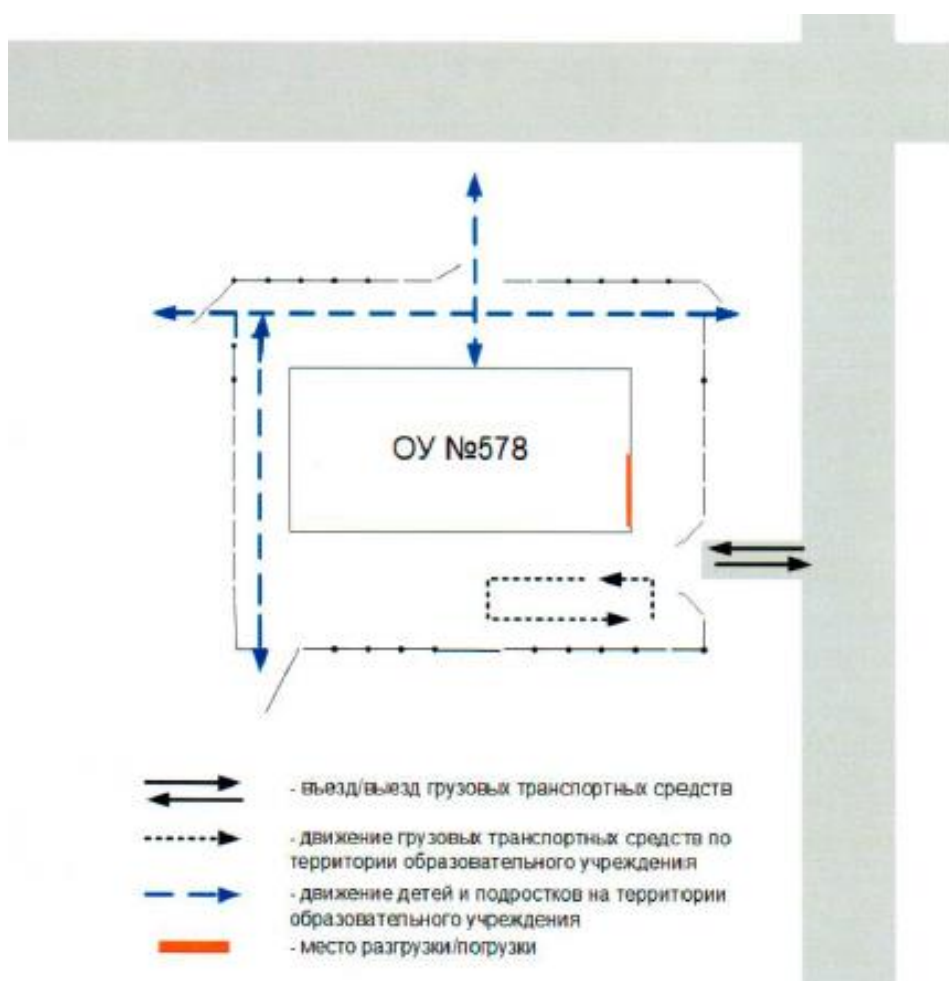 ОУ №578
- въезд/выезд грузовых транспортных средств
- движение грузовых транспортных средств по
территории образовательного учреждения
- движение детей и подростков на территории
образовательного учреждения
- место разгрузки/погрузки